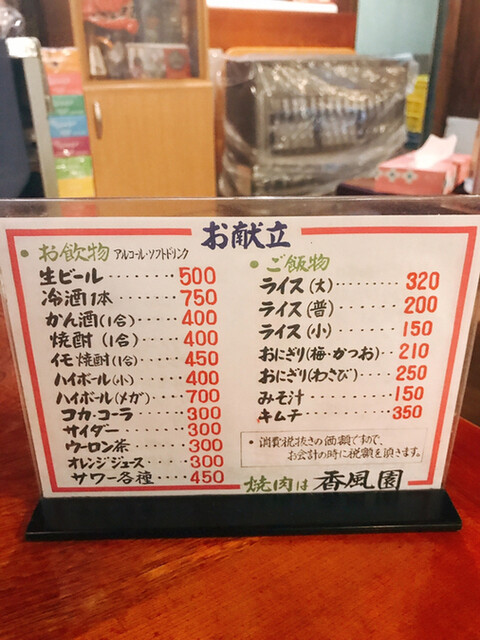 お献立
・お飲物 アルコール・ソフトドリンク
生ビール・・・・・・・・500
冷酒1本・・・・・・・750
かん酒(1合)・・・・400
焼酎(1合)・・・・400
イモ焼酎(1合)・・・450
ハイボール(小)・・・400
ハイボール(メガ)・・・700
コカ・コーラ・・・・・300
サイダー・・・・・・300
ウーロン茶・・・・・300
オレンジジュース・・・・300
サワー各種・・・・450
・ご飯物
ライス(大)・・・・・・・320
ライス(普)・・・・・・200
ライス(小)・・・・・・150
おにぎり(梅・かつお)・・210
おにぎり(わさび)・・・250
みそ汁・・・・・・・・150
キムチ・・・・・・・・350
・消費税抜きの価額ですので、
お会計の時に税額を頂きます。
焼肉は 香風園